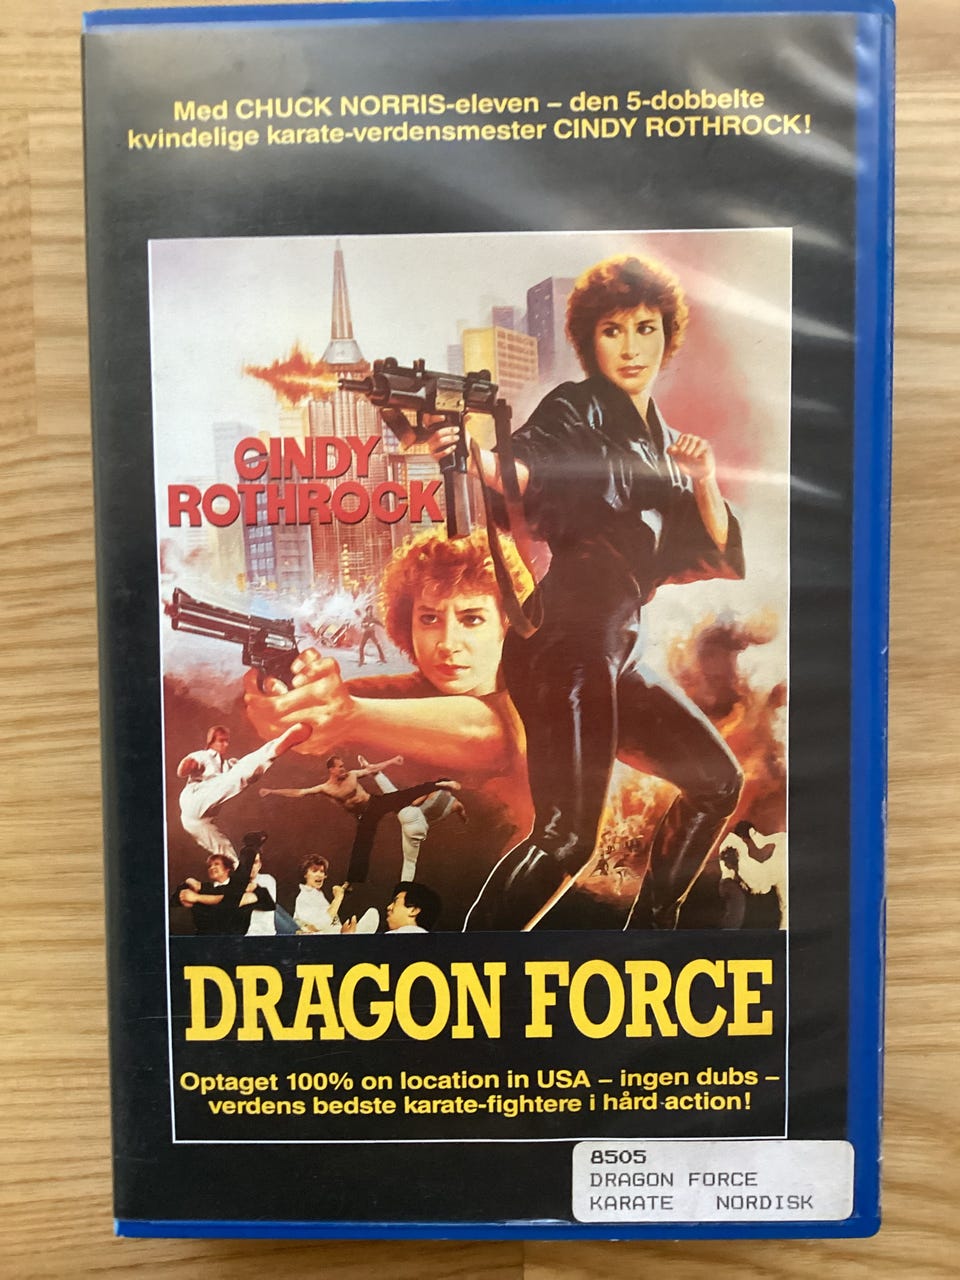 Med CHUCK NORRIS-eleven – den 5-dobbelte
kvindelige karate-verdensmester CINDY ROTHROCK!
CINDY
ROTHROCK
DRAGON FORCE
Optaget 100% on location in USA – ingen dubs –
verdens bedste karate-fightere i hård action!
8505
DRAGON FORCE
KARATE NORDISK